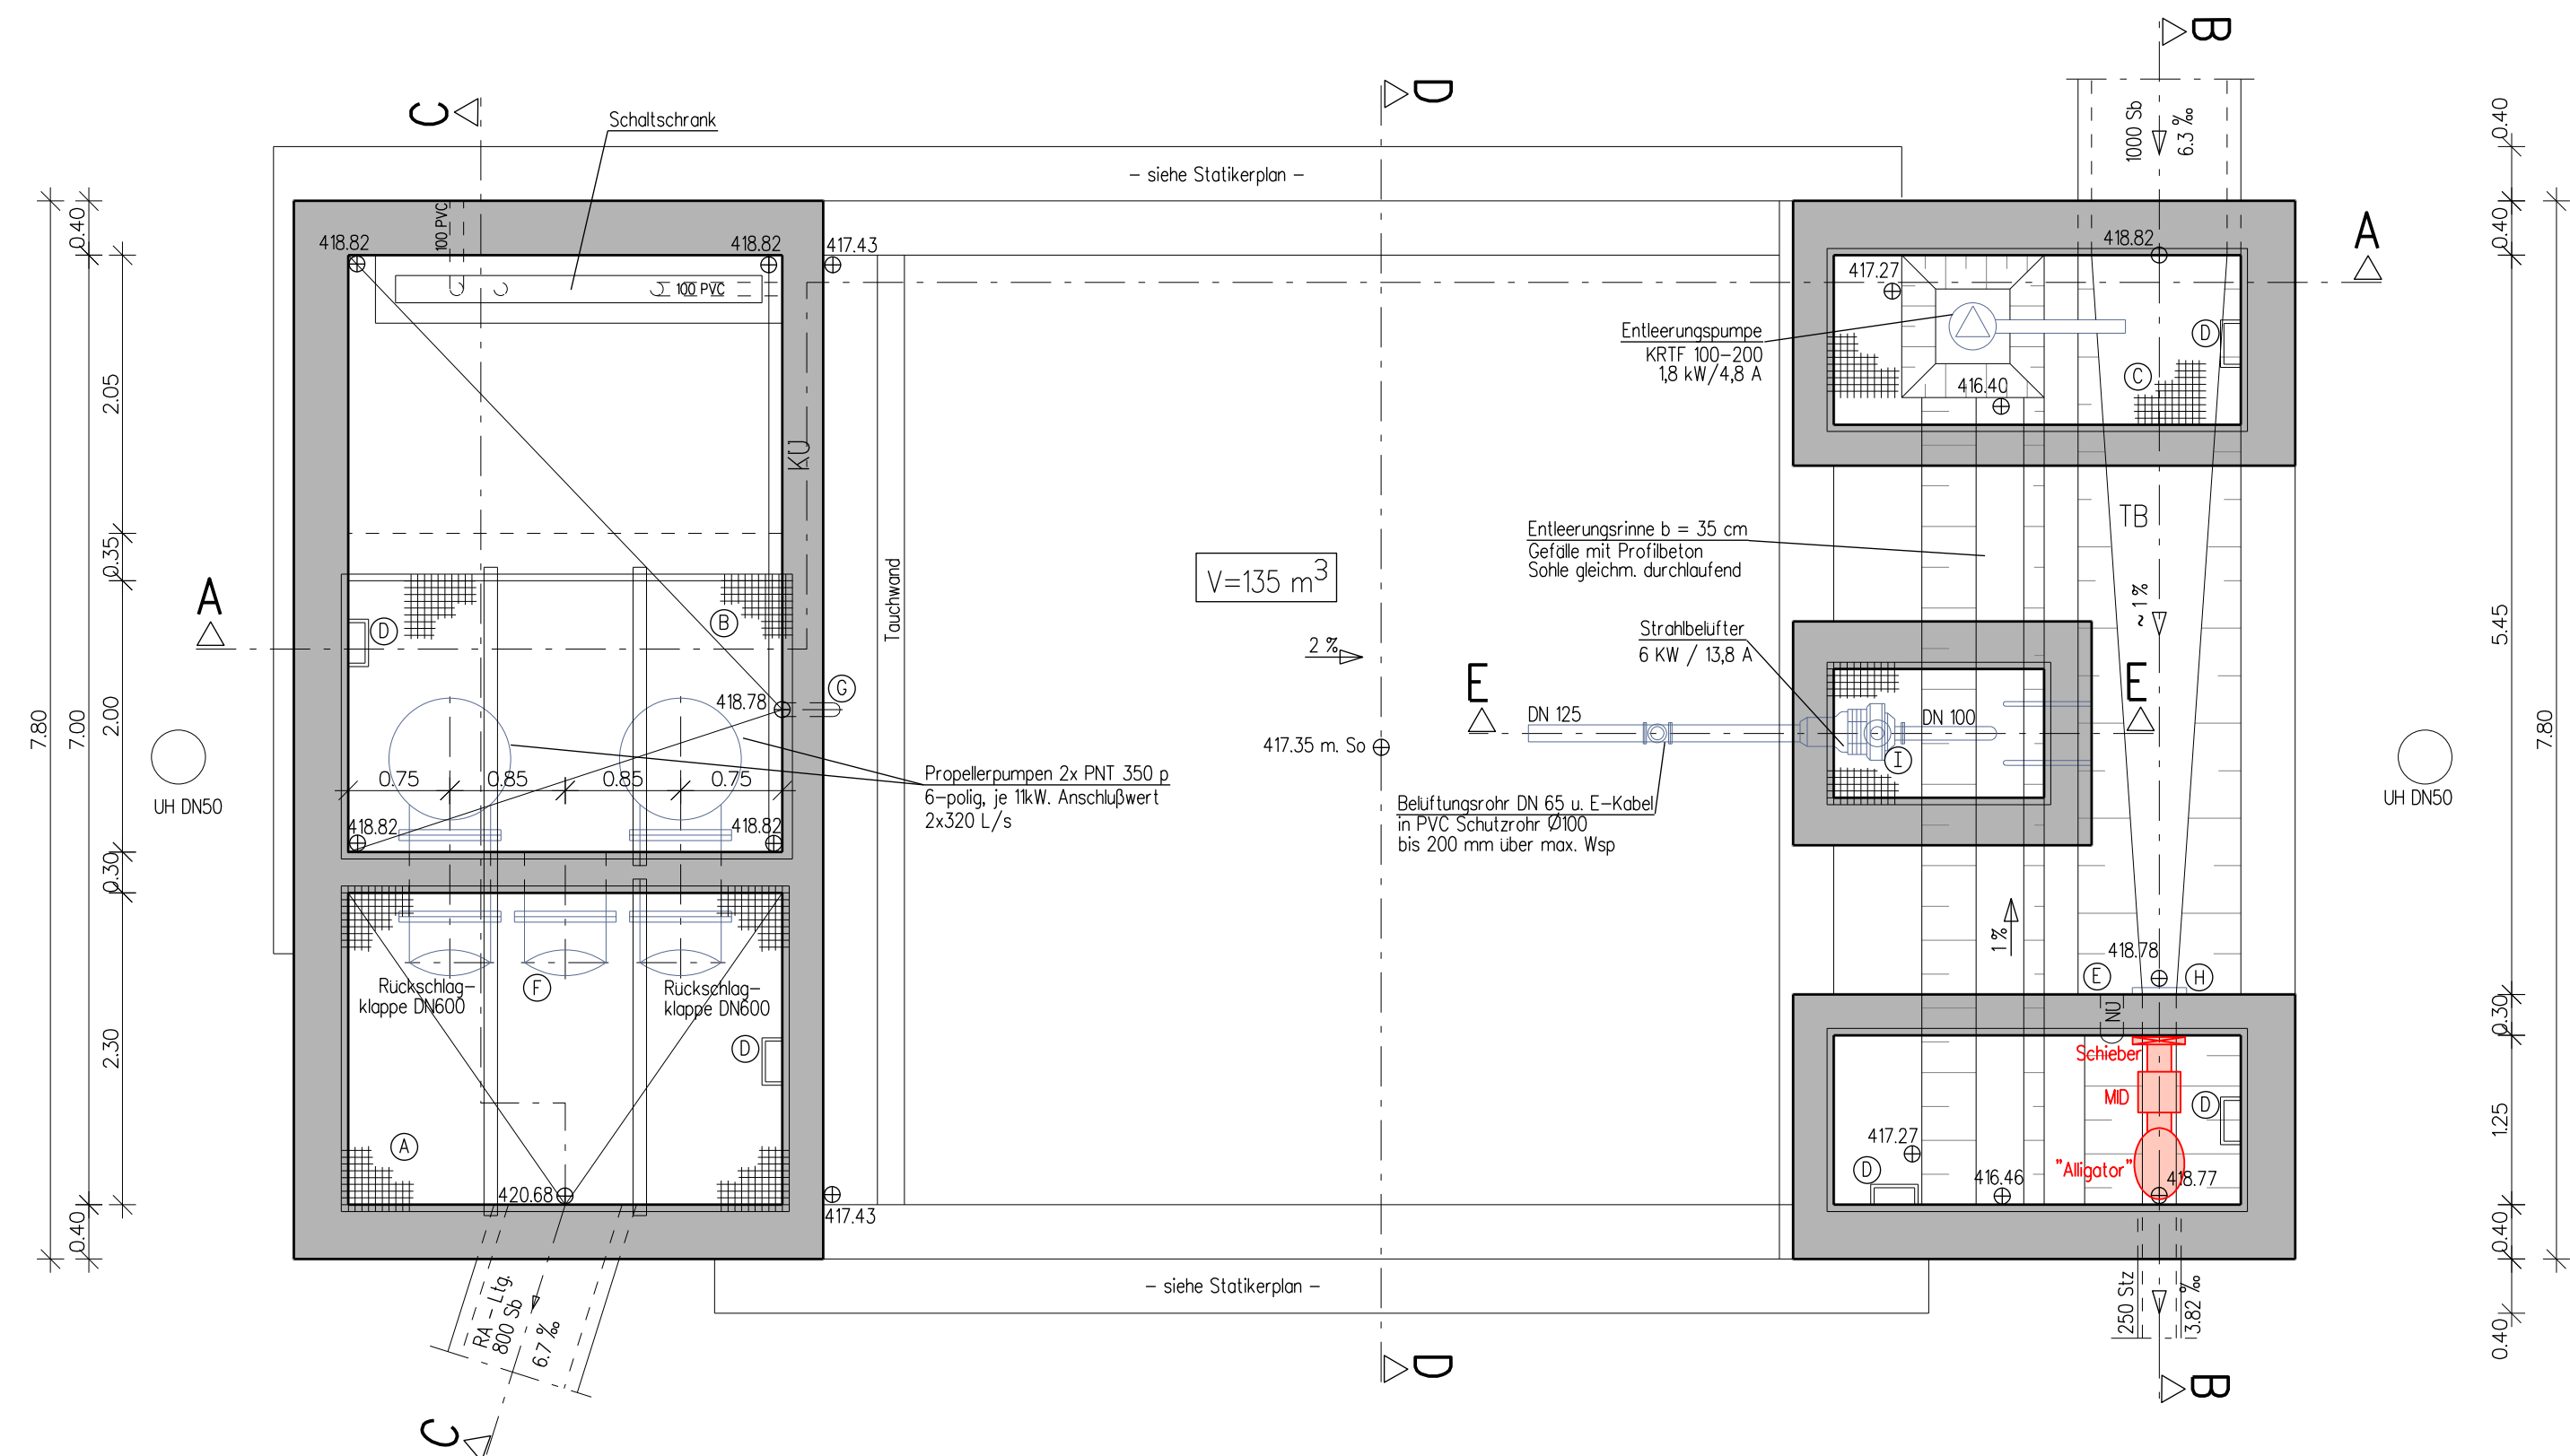 B
C
D
Schaltschrank
1000 Sb
6.3 ‰
0.40
– siehe Statikerplan –
0.40
100 PVC
418.82
418.82
417.43
418.82
0.40
A
417.27
100 PVC
Entleerungspumpe
KRTF 100–200
1,8 kW/4,8 A
D
C
416.40
2.05
KÜ
TB
Entleerungsrinne b = 35 cm
Gefälle mit Profilbeton
Sohle gleichm. durchlaufend
0.35
V=135 m³
Tauchwand
A
D
B
~ 1 %
5.45
Strahlbelüfter
6 KW / 13,8 A
2 %
E
E
G
418.78
7.80
7.00
2.00
DN 125
DN 100
7.80
417.35 m. So
I
UH DN50
0.75
0.85
0.85
0.75
Propellerpumpen 2x PNT 350 p
6–polig, je 11kW. Anschlußwert
2x320 L/s
Belüftungsrohr DN 65 u. E–Kabel
in PVC Schutzrohr Ø100
bis 200 mm über max. Wsp
UH DN50
418.82
418.82
0.30
1 %
418.78
E
H
Rückschlag–
klappe DN600
F
Rückschlag–
klappe DN600
NÜ
0.30
2.30
D
Schieber
MID
D
1.25
A
417.27
D
"Alligator"
416.46
418.77
420.68
417.43
0.40
0.40
– siehe Statikerplan –
RA – Ltg.
800 Sb
6.7 ‰
250 Stz
3.82 ‰
0.40
D
B
C